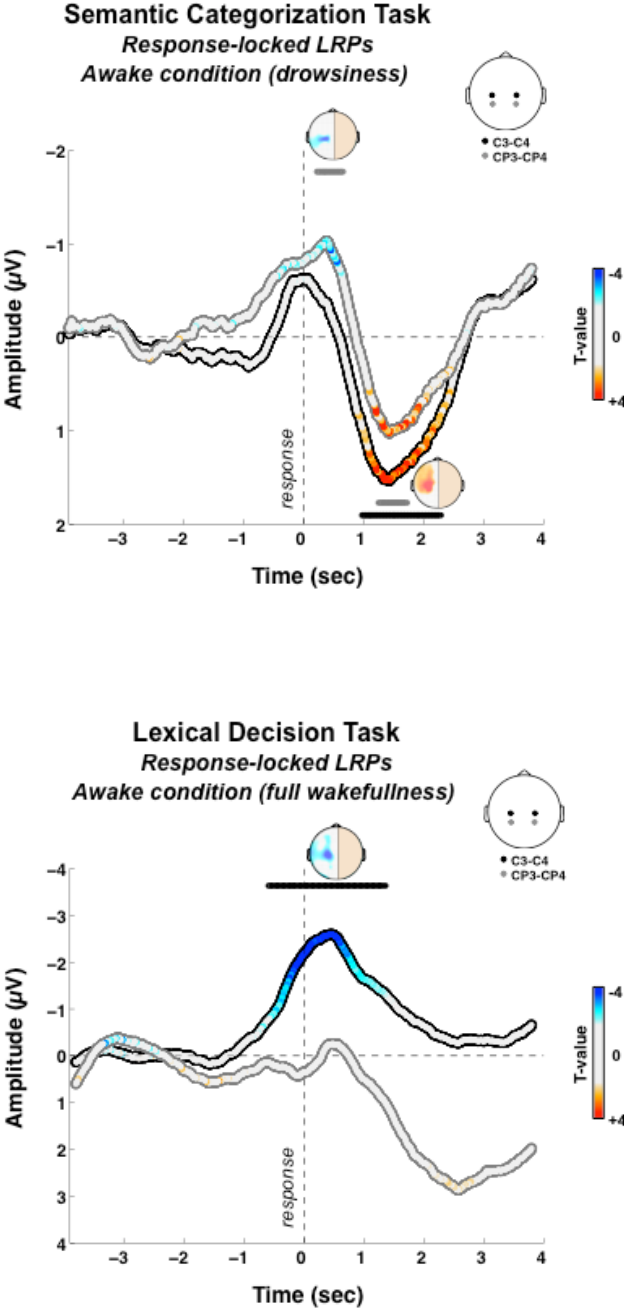 Semantic Categorization Task
Response-locked LRPs
Awake condition (drowsiness)
C3-C4
CP3-CP4
−2
−1
0
1
2
Amplitude (µV)
response
−3 −2 −1 0 1 2 3 4
Time (sec)
-4
0
+4
T-value
Lexical Decision Task
Response-locked LRPs
Awake condition (full wakefullness)
C3-C4
CP3-CP4
−4
−3
−2
−1
0
1
2
3
4
Amplitude (µV)
response
−3 −2 −1 0 1 2 3 4
Time (sec)
-4
0
+4
T-value